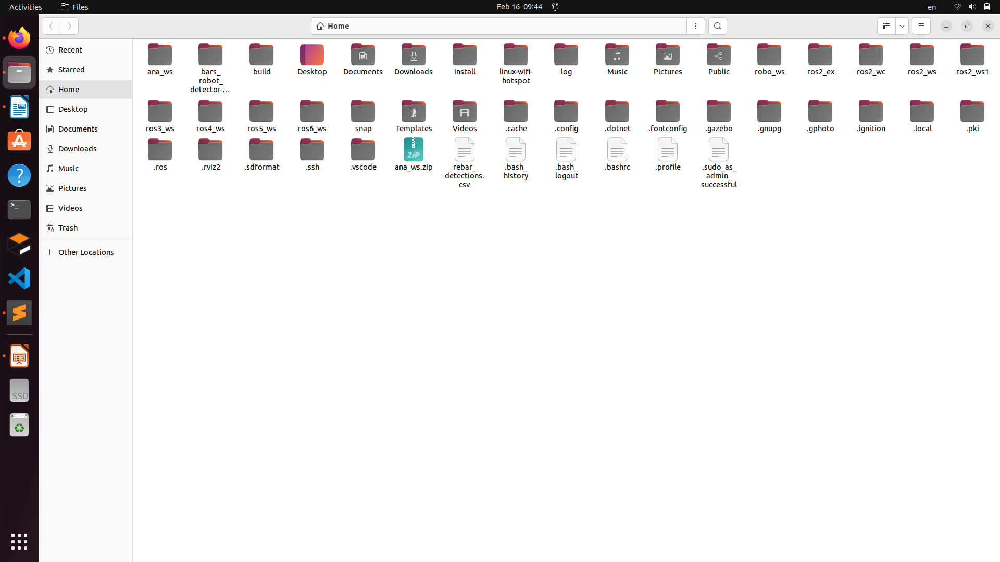 Activities
Files
Feb 16 09:44
en
Home
Recent
Starred
Home
Desktop
Documents
Downloads
Music
Pictures
Videos
Trash
Other Locations
ana_ws
bars_
robot_
detector-...
build
Desktop
Documents
Downloads
install
linux-wifi-
hotspot
log
Music
Pictures
Public
robo_ws
ros2_ex
ros2_wc
ros2_ws
ros2_ws1
ros3_ws
ros4_ws
ros5_ws
ros6_ws
snap
Templates
Videos
.cache
.config
.dotnet
.fontconfig
.gazebo
.gnupg
.gphoto
.ignition
.local
.pki
.ros
.rviz2
.sdformat
.ssh
.vscode
ZiP
ana_ws.zip
rebar_
detections.
csv
.bash_
history
.bash_
logout
.bashrc
.profile
.sudo_as_
admin_
successful
>_
SSD